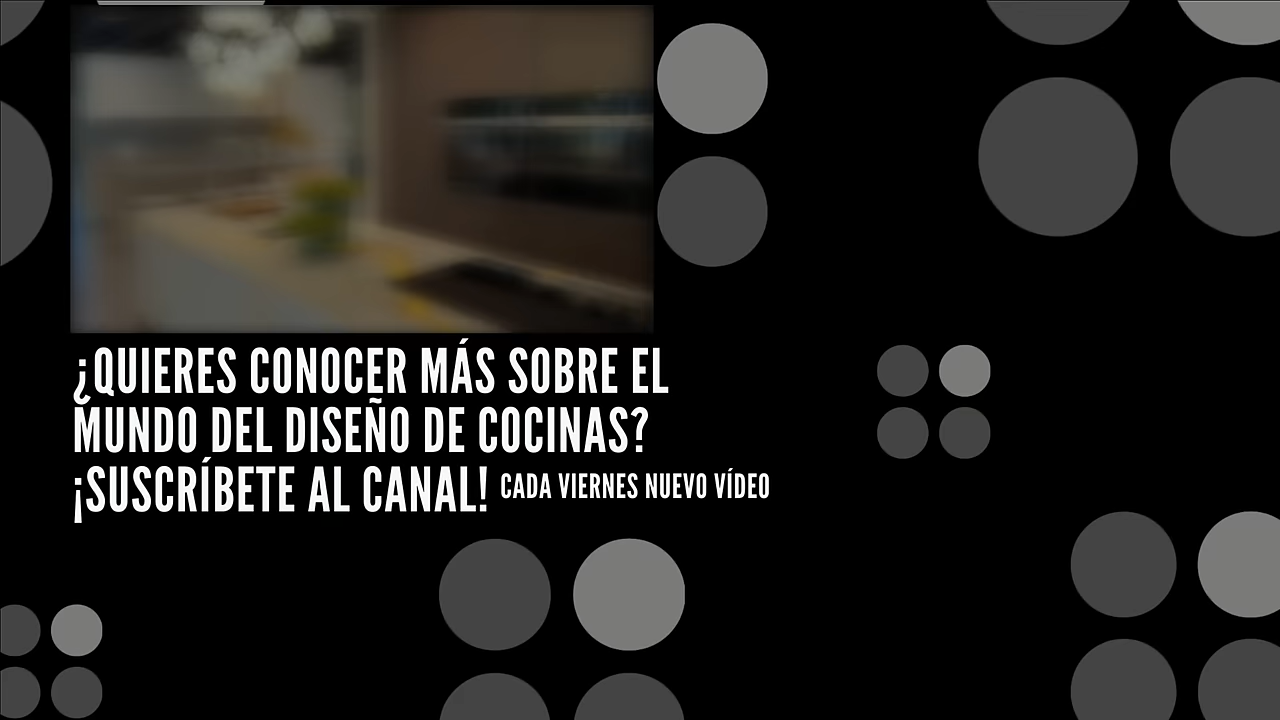 ¿QUIERES CONOCER MÁS SOBRE EL
MUNDO DEL DISEÑO DE COCINAS?
¡SUSCRÍBETE AL CANAL! CADA VIERNES NUEVO VÍDEO